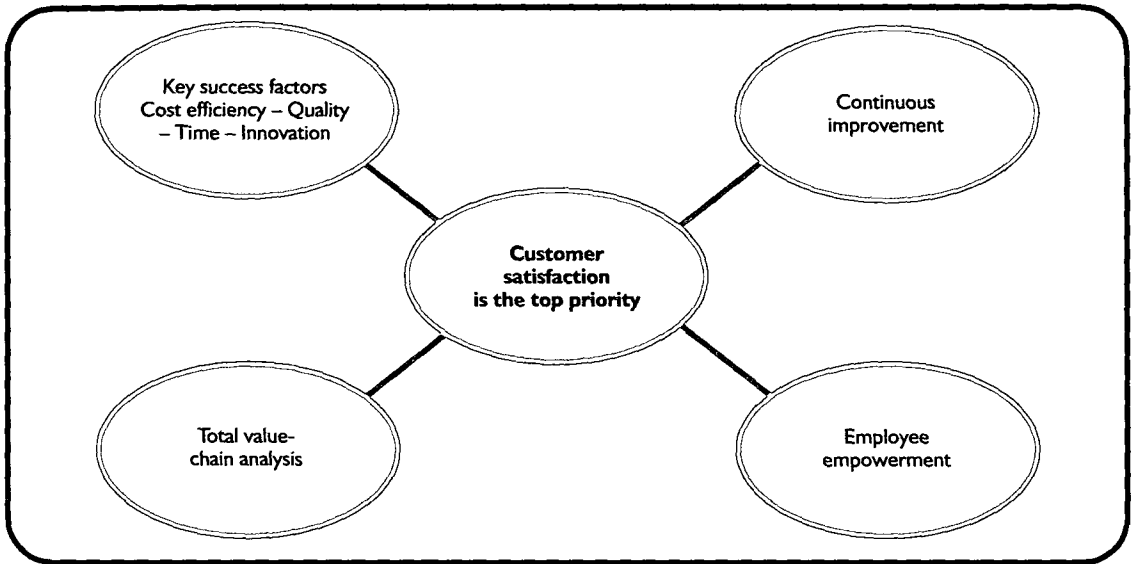 Key success factors
Cost efficiency – Quality
– Time – Innovation
Continuous
improvement
Customer
satisfaction
is the top priority
Total value-
chain analysis
Employee
empowerment